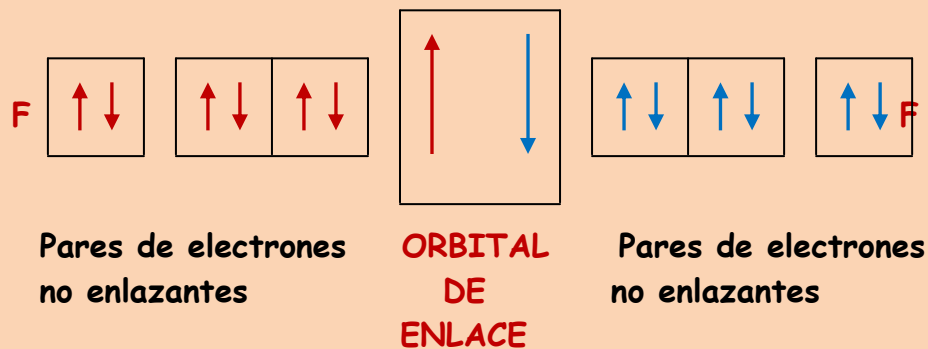 F
F
Pares de electrones
no enlazantes
ORBITAL
DE
ENLACE
Pares de electrones
no enlazantes